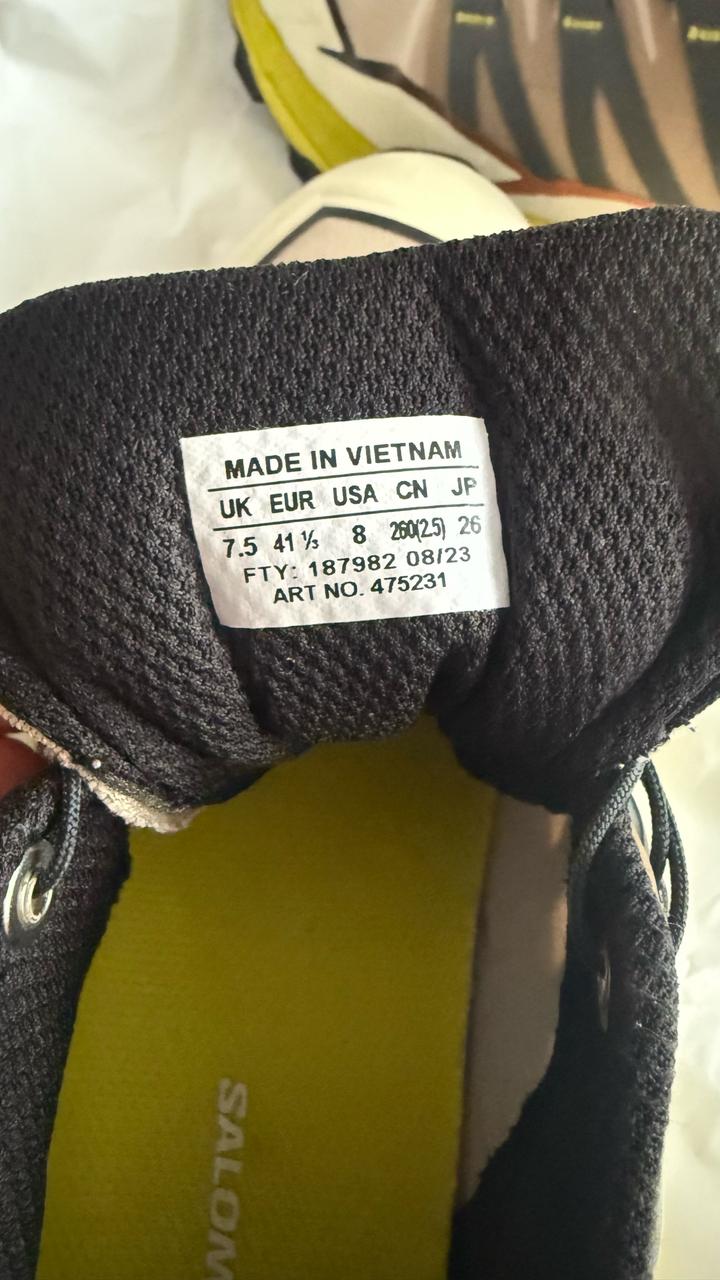 MADE IN VIETNAM
UK EUR USA CN JP
7.5 41 ⅓ 8 260(2.5) 26
FTY: 187982 08/23
ART NO. 475231
SALOM